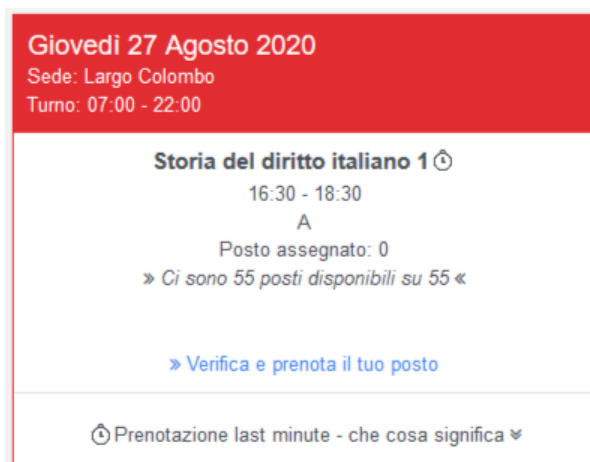 Giovedì 27 Agosto 2020
Sede: Largo Colombo
Turno: 07:00 - 22:00
Storia del diritto italiano 1
16:30 - 18:30
A
Posto assegnato: 0
» Ci sono 55 posti disponibili su 55 «
» Verifica e prenota il tuo posto
Prenotazione last minute - che cosa significa